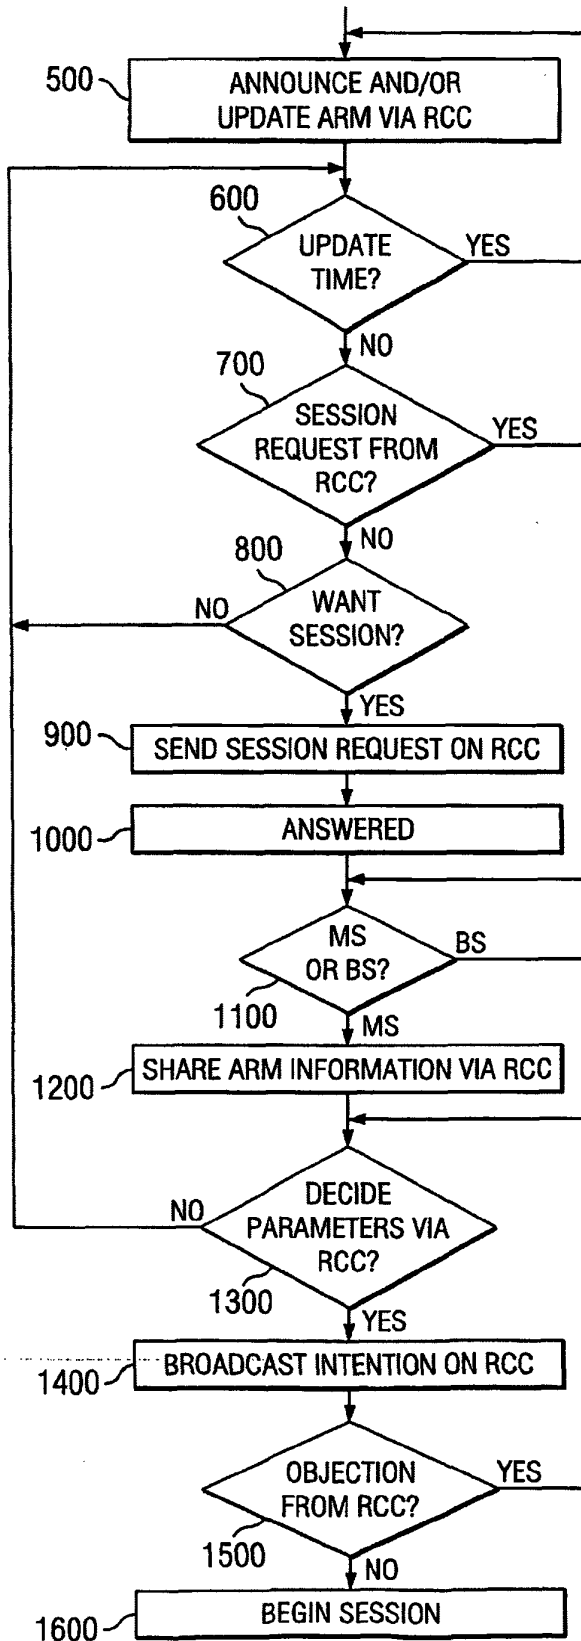 500
ANNOUNCE AND/OR
UPDATE ARM VIA RCC
600
UPDATE
TIME?
YES
NO
700
SESSION
REQUEST FROM
RCC?
YES
NO
800
NO
WANT
SESSION?
YES
900
SEND SESSION REQUEST ON RCC
1000
ANSWERED
MS
OR BS?
BS
1100
MS
1200
SHARE ARM INFORMATION VIA RCC
NO
DECIDE
PARAMETERS VIA
RCC?
1300
YES
1400
BROADCAST INTENTION ON RCC
OBJECTION
FROM RCC?
YES
1500
NO
1600
BEGIN SESSION